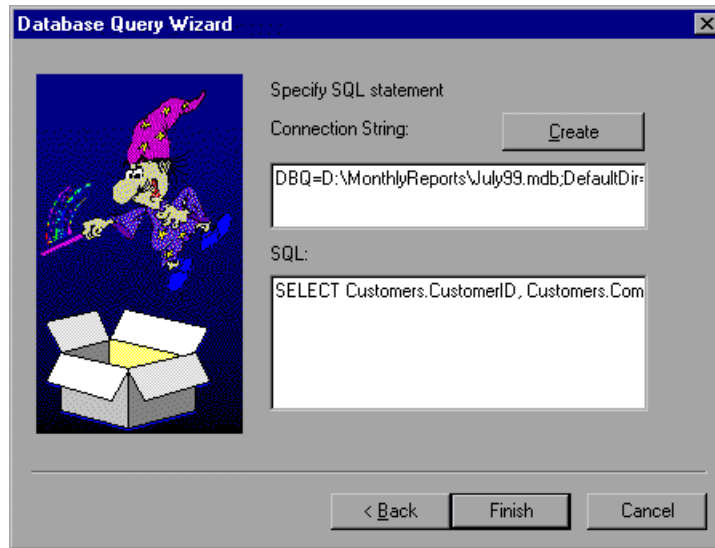 Database Query Wizard
Specify SQL statement
Connection String:
Create
DBQ=D:\MonthlyReports\July99.mdb;DefaultDir=
SQL:
SELECT Customers.CustomerID, Customers.Com
< Back
Finish
Cancel